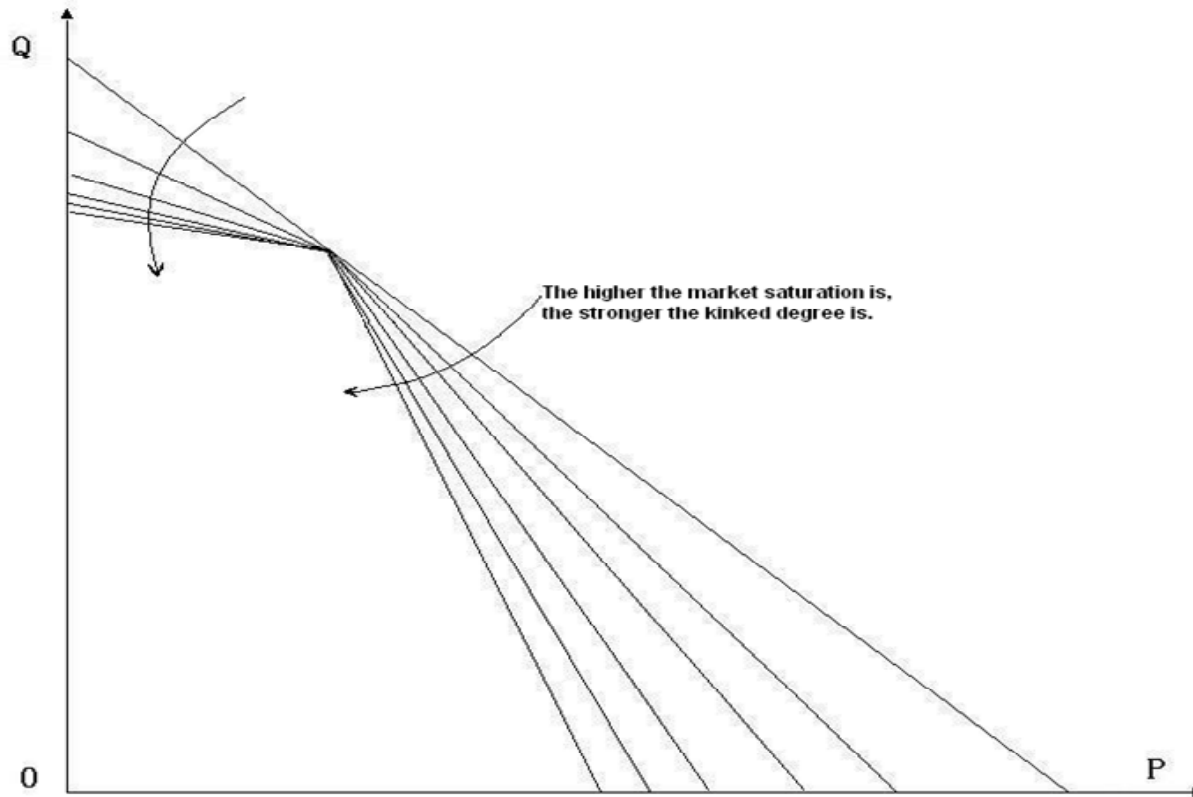 Q
The higher the market saturation is,
the stronger the kinked degree is.
0
P